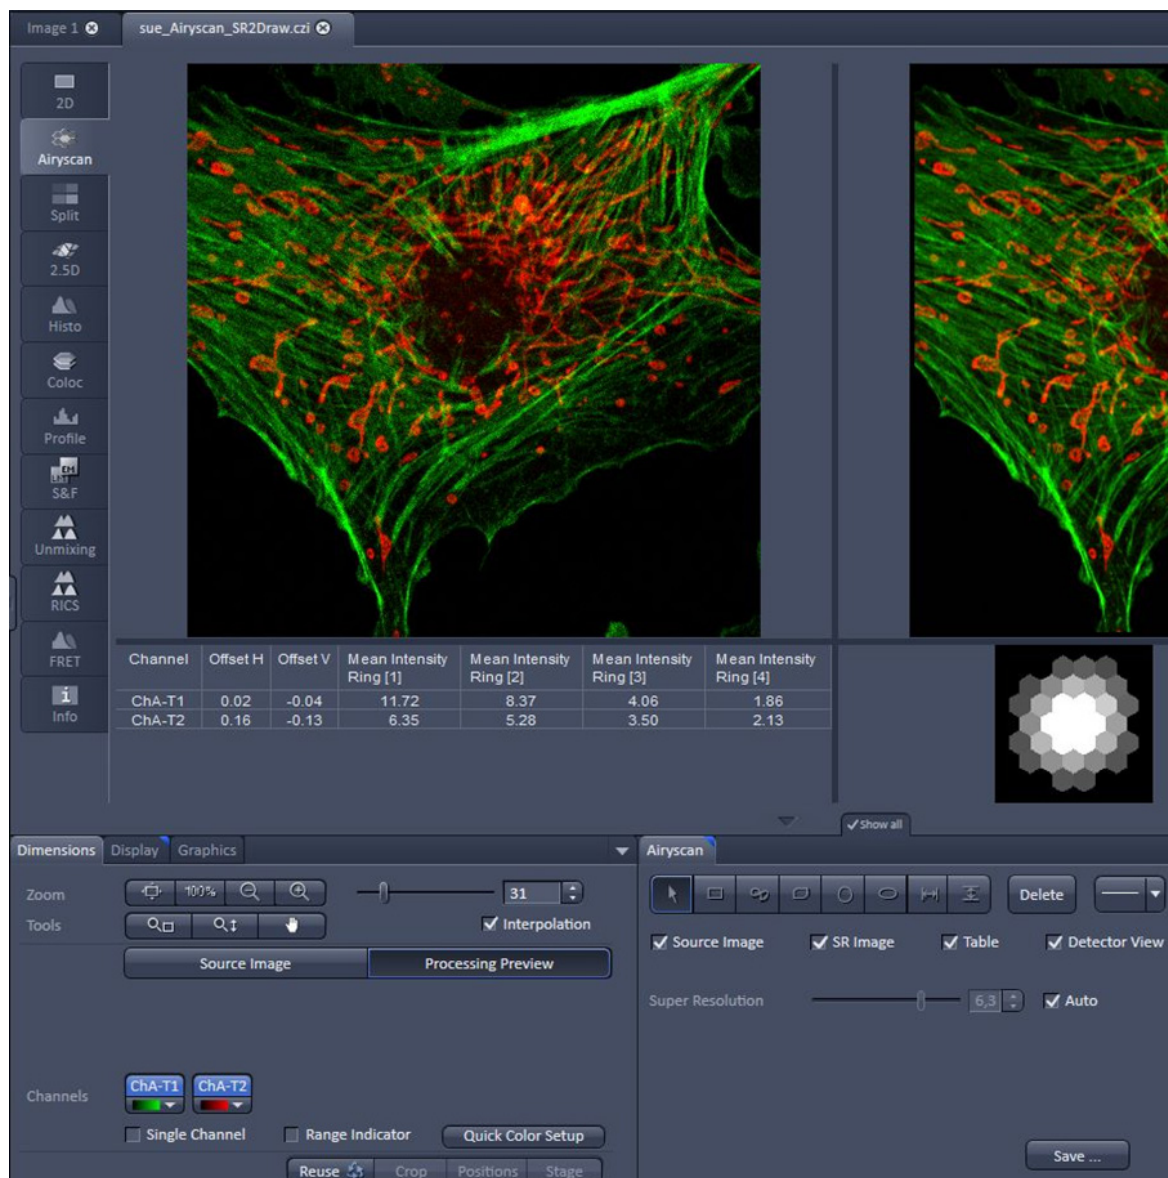 Image 1
sue_Airyscan_SR2Draw.czi
2D
Airyscan
Split
2.5D
Histo
Coloc
Profile
S&F
Unmixing
RICS
FRET
Info
Channel Offset H Offset V Mean Intensity Ring [1] Mean Intensity Ring [2] Mean Intensity Ring [3] Mean Intensity Ring [4]
ChA-T1 0.02 -0.04 11.72 8.37 4.06 1.86
ChA-T2 0.16 -0.13 6.35 5.28 3.50 2.13
Show all
Dimensions Display Graphics
Zoom 100% 31
Tools Interpolation
Source Image Processing Preview
Channels ChA-T1 ChA-T2
Single Channel Range Indicator Quick Color Setup
Reuse Crop Positions Stage
Airyscan
Delete
Source Image SR Image Table Detector View
Super Resolution 6,3 Auto
Save ...